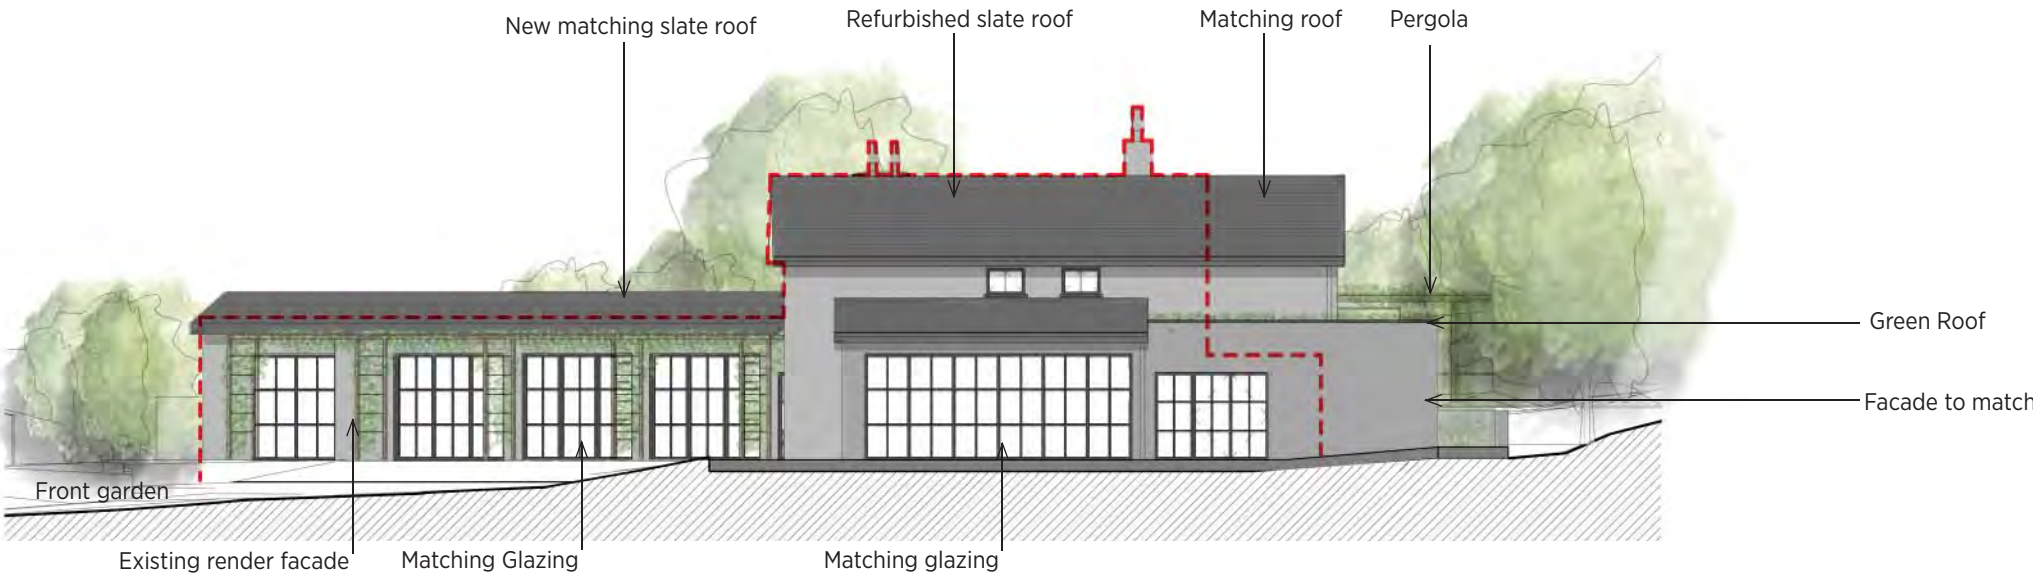 New matching slate roof
Refurbished slate roof
Matching roof
Pergola
Green Roof
Facade to match
Front garden
Existing render facade
Matching Glazing
Matching glazing